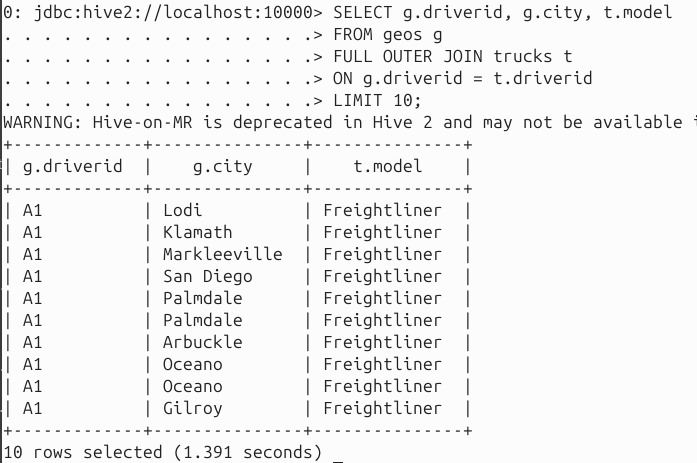 0: jdbc:hive2://localhost:10000> SELECT g.driverid, g.city, t.model
. . . . . . . . . . . . . . . .> FROM geos g
. . . . . . . . . . . . . . . .> FULL OUTER JOIN trucks t
. . . . . . . . . . . . . . . .> ON g.driverid = t.driverid
. . . . . . . . . . . . . . . .> LIMIT 10;
WARNING: Hive-on-MR is deprecated in Hive 2 and may not be available
+-------------+---------------+---------------+
| g.driverid  |    g.city     |    t.model    |
+-------------+---------------+---------------+
| A1          | Lodi          | Freightliner  |
| A1          | Klamath       | Freightliner  |
| A1          | Markleeville  | Freightliner  |
| A1          | San Diego     | Freightliner  |
| A1          | Palmdale      | Freightliner  |
| A1          | Palmdale      | Freightliner  |
| A1          | Arbuckle      | Freightliner  |
| A1          | Oceano        | Freightliner  |
| A1          | Oceano        | Freightliner  |
| A1          | Gilroy        | Freightliner  |
+-------------+---------------+---------------+
10 rows selected (1.391 seconds)